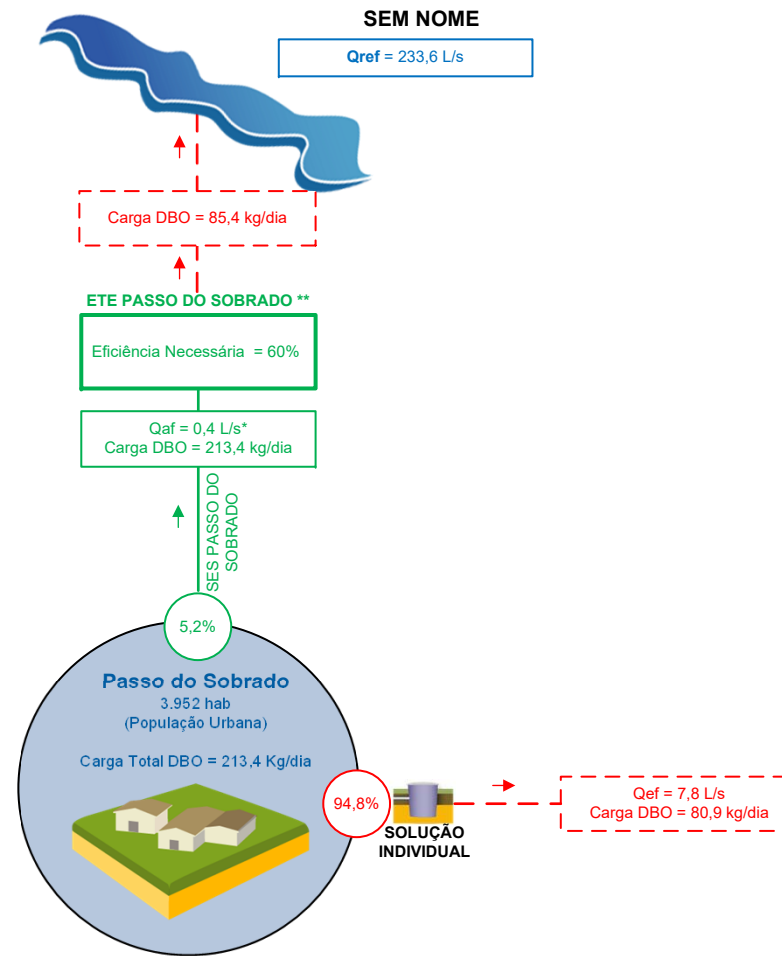 SEM NOME
Qref = 233,6 L/s
Carga DBO = 85,4 kg/dia
ETE PASSO DO SOBRADO **
Eficiência Necessária = 60%
Qaf = 0,4 L/s*
Carga DBO = 213,4 kg/dia
SES PASSO DO
SOBRADO
5,2%
Passo do Sobrado
3.952 hab
(População Urbana)
Carga Total DBO = 213,4 Kg/dia
94,8%
SOLUÇÃO
INDIVIDUAL
Qef = 7,8 L/s
Carga DBO = 80,9 kg/dia